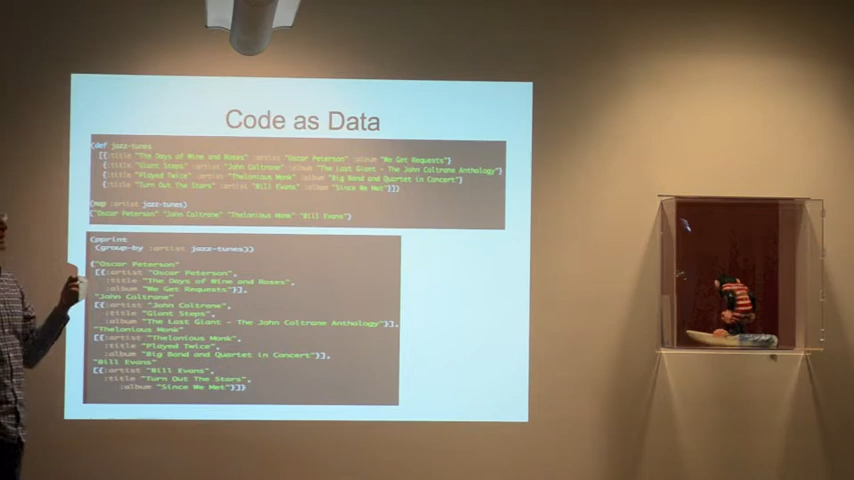 Code as Data
(def jazz-tunes
[{:title "The Days of Wine and Roses" :artist "Oscar Peterson" :album "We Get Requests"}
{:title "Giant Steps" :artist "John Coltrane" :album "The Last Giant - The John Coltrane Anthology"}
{:title "Played Twice" :artist "Thelonious Monk" :album "Big Band and Quartet in Concert"}
{:title "Turn Out The Stars" :artist "Bill Evans" :album "Since We Met"}])
(map :artist jazz-tunes)
("Oscar Peterson" "John Coltrane" "Thelonious Monk" "Bill Evans")
(pprint
(group-by :artist jazz-tunes))
{"Oscar Peterson"
[{:artist "Oscar Peterson",
:title "The Days of Wine and Roses",
:album "We Get Requests"}],
"John Coltrane"
[{:artist "John Coltrane",
:title "Giant Steps",
:album "The Last Giant - The John Coltrane Anthology"}],
"Thelonious Monk"
[{:artist "Thelonious Monk",
:title "Played Twice",
:album "Big Band and Quartet in Concert"}],
"Bill Evans"
[{:artist "Bill Evans",
:title "Turn Out The Stars",
:album "Since We Met"}]}